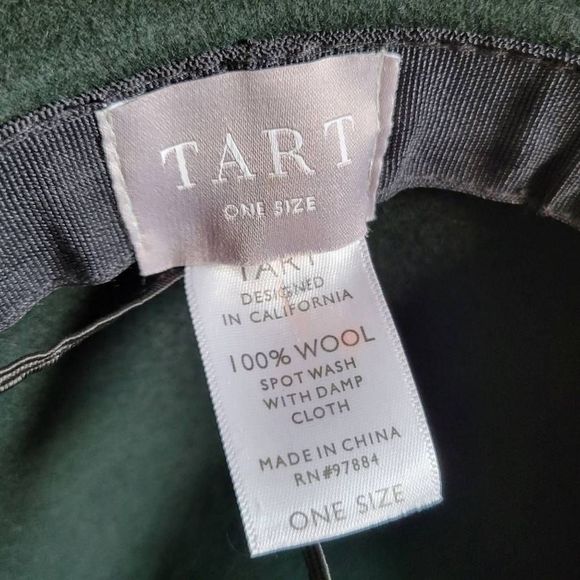 TART
ONE SIZE
TART
DESIGNED
IN CALIFORNIA
100% WOOL
SPOT WASH
WITH DAMP
CLOTH
MADE IN CHINA
RN#97884
ONE SIZE